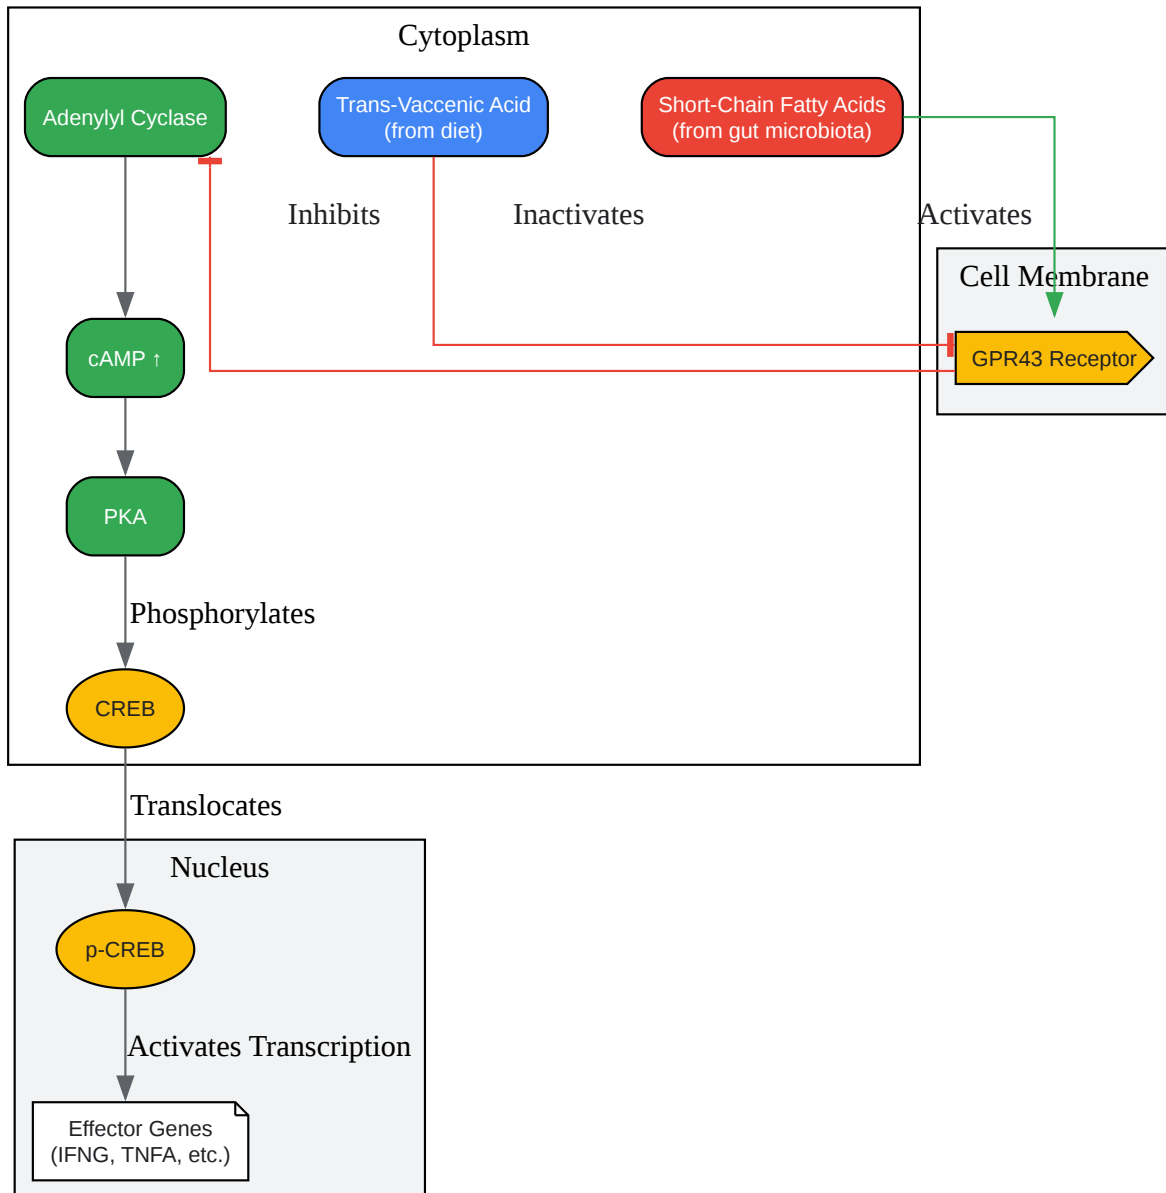 Cytoplasm
Adenylyl Cyclase
Trans-Vaccenic Acid
(from diet)
Short-Chain Fatty Acids
(from gut microbiota)
Inhibits
Inactivates
Activates
Cell Membrane
cAMP ↑
GPR43 Receptor
PKA
Phosphorylates
CREB
Translocates
Nucleus
p-CREB
Activates Transcription
Effector Genes
(IFNG, TNFA, etc.)